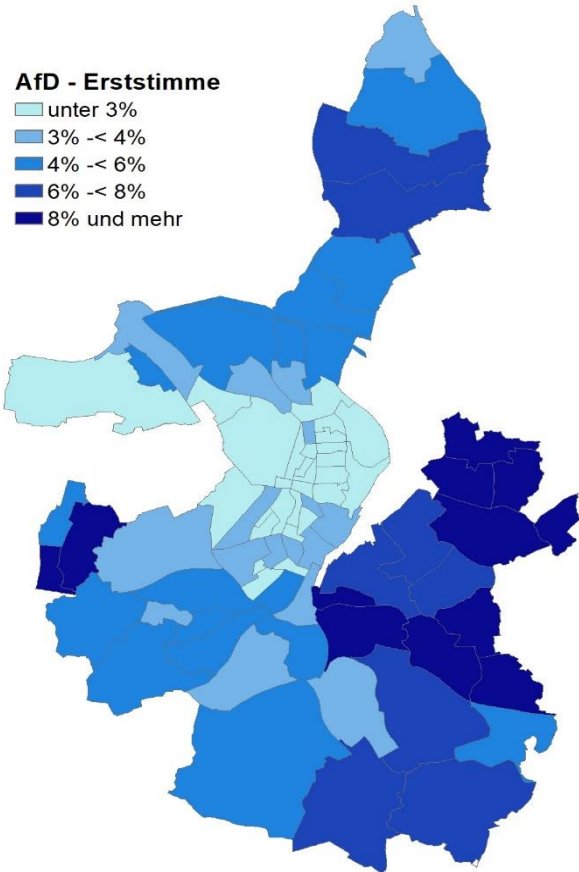 AfD - Erststimme
unter 3%
3% -< 4%
4% -< 6%
6% -< 8%
8% und mehr